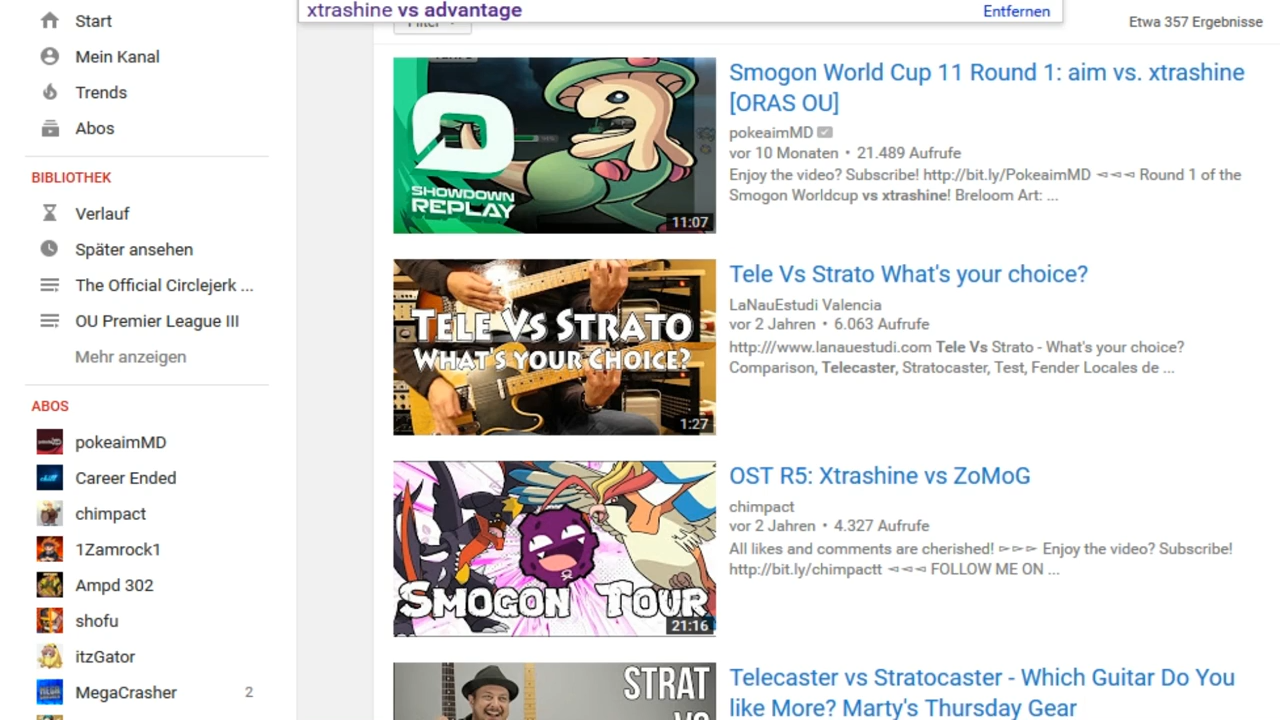 xtrashine vs advantage
Entfernen
Etwa 357 Ergebnisse
Start
Mein Kanal
Trends
Abos
BIBLIOTHEK
Verlauf
Später ansehen
The Official Circlejerk ...
OU Premier League III
Mehr anzeigen
ABOS
pokeaimMD
Career Ended
chimpact
1Zamrock1
Ampd 302
shofu
itzGator
MegaCrasher 2
SHOWDOWN
REPLAY
11:07
Smogon World Cup 11 Round 1: aim vs. xtrashine
[ORAS OU]
pokeaimMD
vor 10 Monaten • 21.489 Aufrufe
Enjoy the video? Subscribe! http://bit.ly/PokeaimMD ◅◅◅ Round 1 of the
Smogon Worldcup vs xtrashine! Breloom Art: ...
TELE VS STRATO
WHAT'S YOUR CHOICE?
1:27
Tele Vs Strato What's your choice?
LaNauEstudi Valencia
vor 2 Jahren • 6.063 Aufrufe
http:///www.lanauestudi.com Tele Vs Strato - What's your choice?
Comparison, Telecaster, Stratocaster, Test, Fender Locales de ...
SMOGON TOUR
21:16
OST R5: Xtrashine vs ZoMoG
chimpact
vor 2 Jahren • 4.327 Aufrufe
All likes and comments are cherished! ▻▻▻ Enjoy the video? Subscribe!
http://bit.ly/chimpactt ◅◅◅ FOLLOW ME ON ...
STRAT
VS
Telecaster vs Stratocaster - Which Guitar Do You
like More? Marty's Thursday Gear